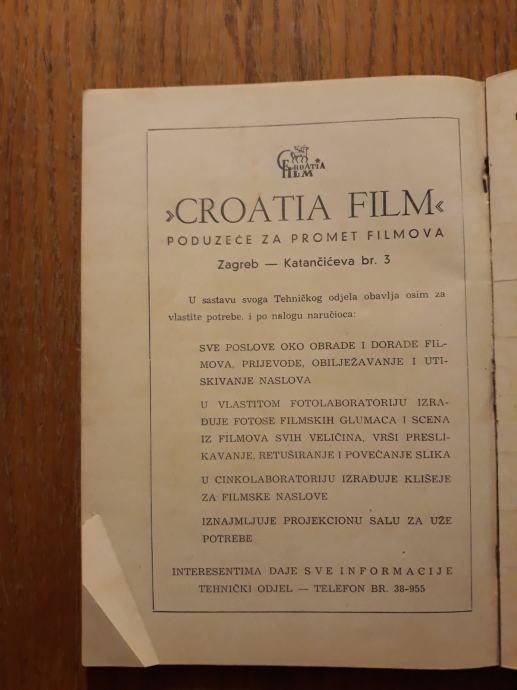 CROATIA
FILM
»CROATIA FILM«
PODUZEĆE ZA PROMET FILMOVA
Zagreb — Katančićeva br. 3
U sastavu svoga Tehničkog odjela obavlja osim za
vlastite potrebe. i po nalogu naručioca:
SVE POSLOVE OKO OBRADE I DORADE FIL-
MOVA, PRIJEVODE, OBILJEŽAVANJE I UTI-
SKIVANJE NASLOVA
U VLASTITOM FOTOLABORATORIJU IZRA-
ĐUJE FOTOSE FILMSKIH GLUMACA I SCENA
IZ FILMOVA SVIH VELIČINA, VRŠI PRESLI-
KAVANJE, RETUŠIRANJE I POVEĆANJE SLIKA
U CINKOLABORATORIJU IZRAĐUJE KLIŠEJE
ZA FILMSKE NASLOVE
IZNAJMLJUJE PROJEKCIONU SALU ZA UŽE
POTREBE
INTERESENTIMA DAJE SVE INFORMACIJE
TEHNIČKI ODJEL — TELEFON BR. 38-955